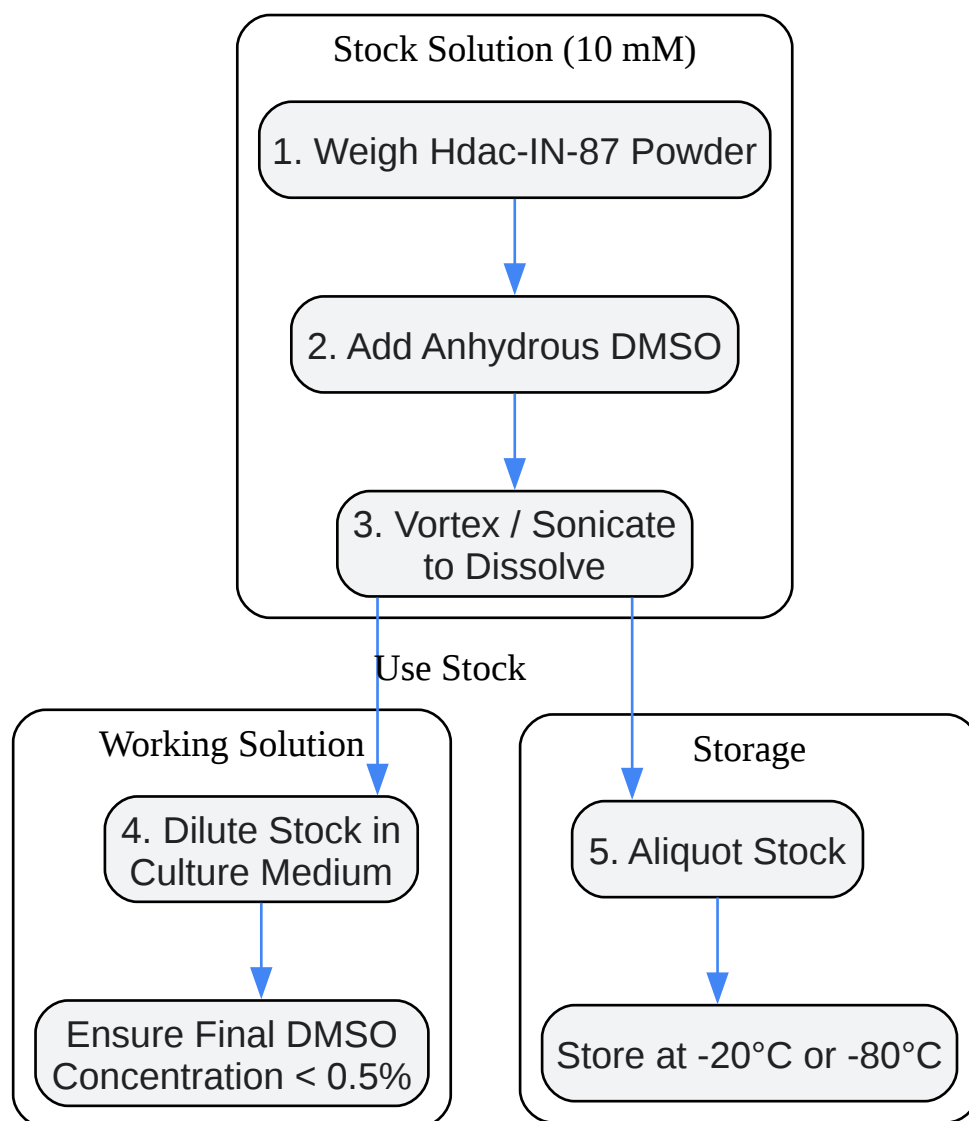 Stock Solution (10 mM)
1. Weigh Hdac-IN-87 Powder
2. Add Anhydrous DMSO
3. Vortex / Sonicate
to Dissolve
Use Stock
Working Solution
4. Dilute Stock in
Culture Medium
Ensure Final DMSO
Concentration < 0.5%
Storage
5. Aliquot Stock
Store at -20°C or -80°C